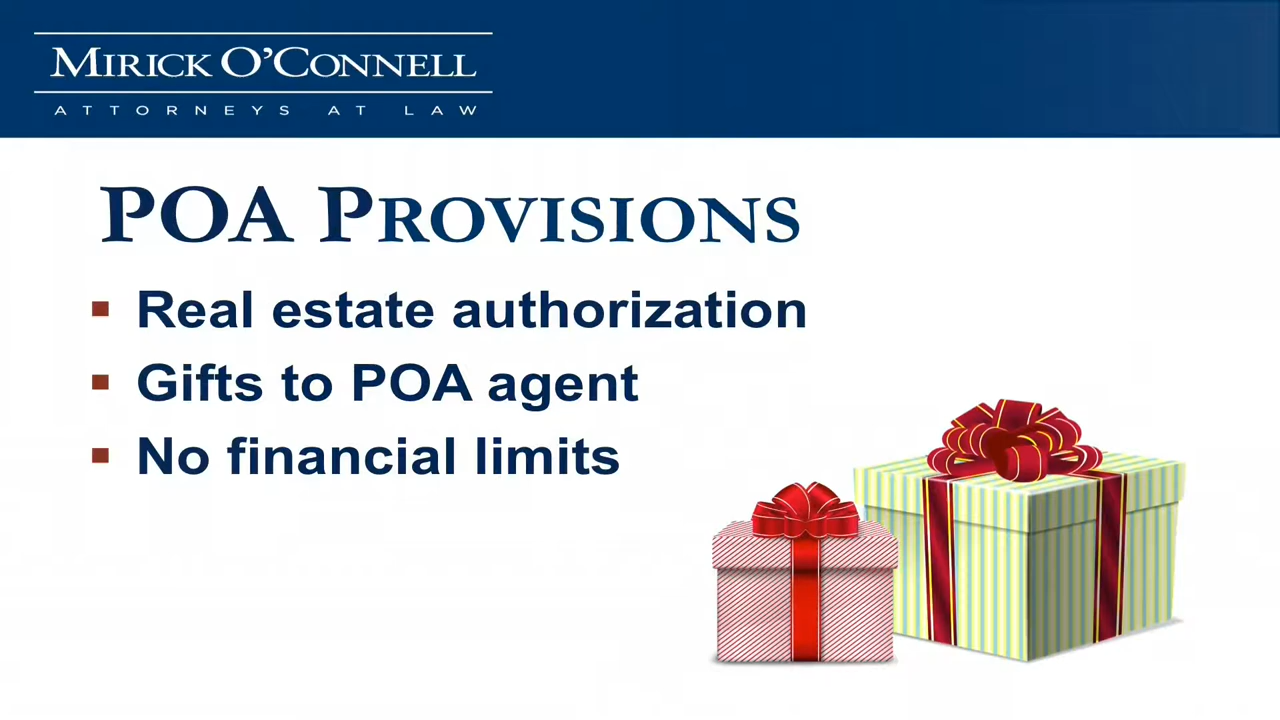 MIRICK O'CONNELL
ATTORNEYS AT LAW
POA PROVISIONS
Real estate authorization
Gifts to POA agent
No financial limits